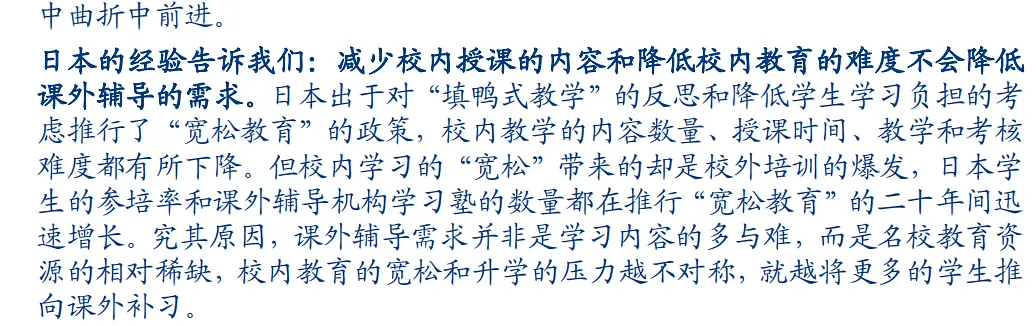 中曲折中前进。
日本的经验告诉我们：减少校内授课的内容和降低校内教育的难度不会降低
课外辅导的需求。日本出于对“填鸭式教学”的反思和降低学生学习负担的考
虑推行了“宽松教育”的政策，校内教学的内容数量、授课时间、教学和考核
难度都有所下降。但校内学习的“宽松”带来的却是校外培训的爆发，日本学
生的参培率和课外辅导机构学习塾的数量都在推行“宽松教育”的二十年间迅
速增长。究其原因，课外辅导需求并非是学习内容的多与难，而是名校教育资
源的相对稀缺，校内教育的宽松和升学的压力越不对称，就越将更多的学生推
向课外补习。